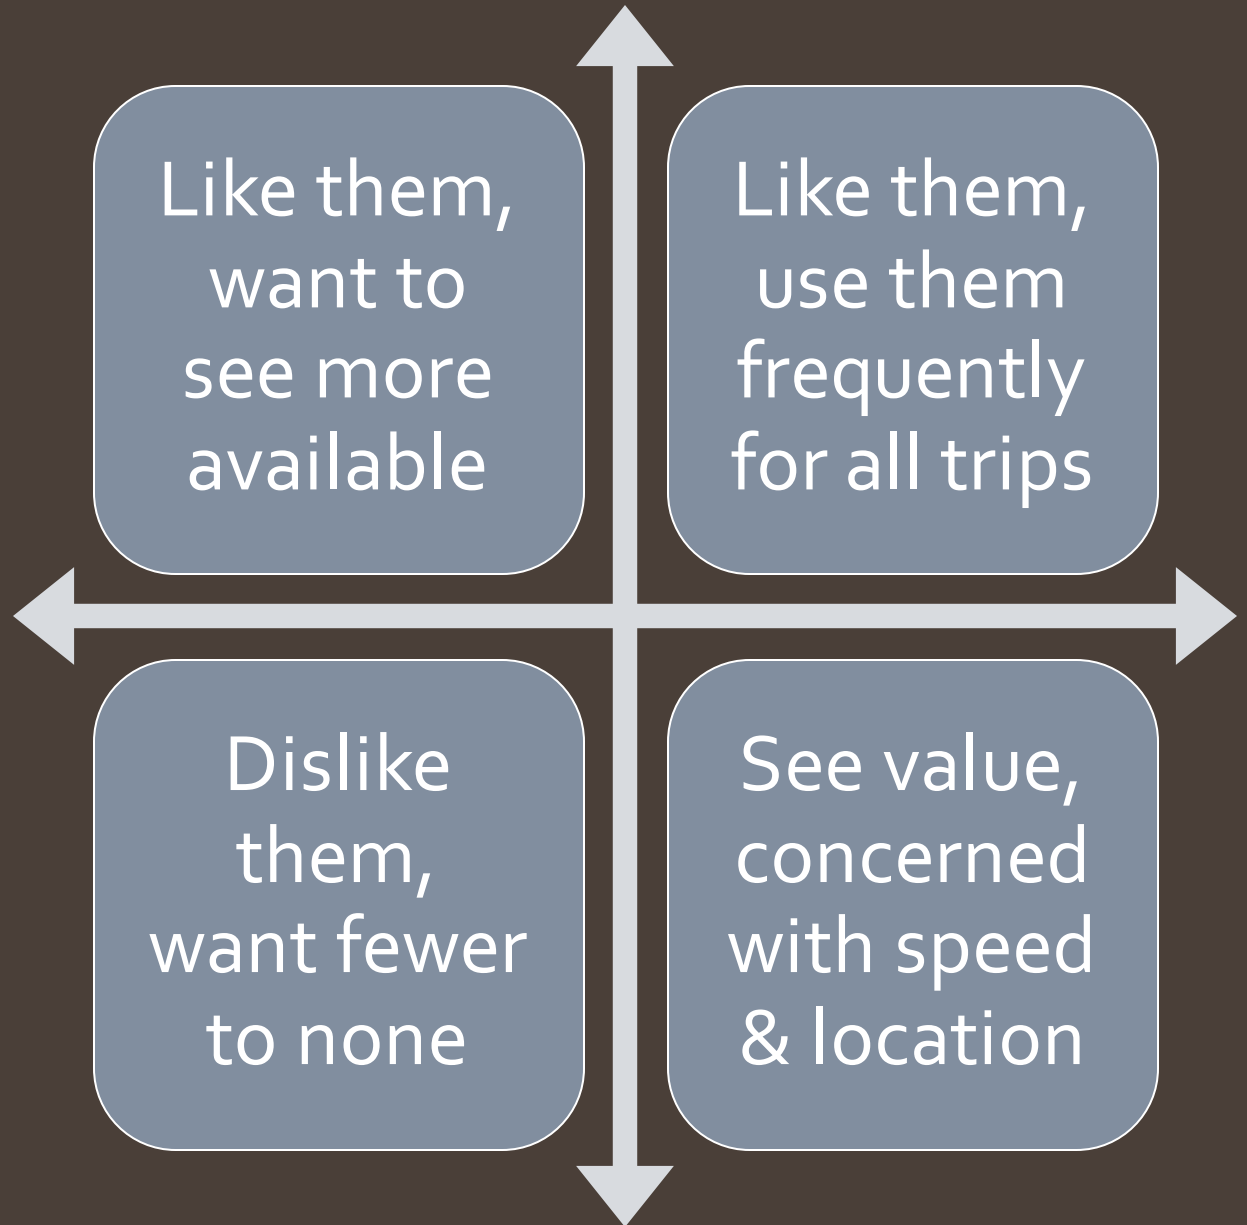 Like them,
want to
see more
available
Like them,
use them
frequently
for all trips
Dislike
them,
want fewer
to none
See value,
concerned
with speed
& location